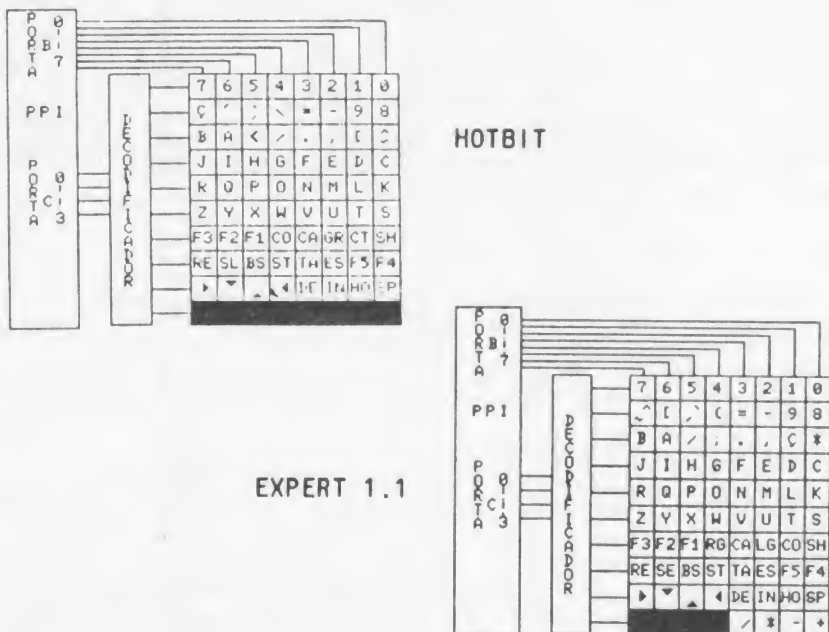 PORTA B 0 7
PPI
PORTA C 0 3
DECODIFICADOR
7 6 5 4 3 2 1 0
Ç = - 9 8
B A < / . , [
J I H G F E D C
R Q P O N M L K
Z Y X W V U T S
F3 F2 F1 CO CA GR CT SH
RE SL BS ST TA ES F5 F4
DE IN HO SP
HOTBIT
EXPERT 1.1
PORTA B 0 7
PPI
PORTA C 0 3
DECODIFICADOR
7 6 5 4 3 2 1 0
[ = - 9 8
B A / ; . , Ç *
J I H G F E D C
R Q P O N M L K
Z Y X W V U T S
F3 F2 F1 RG CA LG CO SH
RE SE BS ST TA ES F5 F4
DE IN HO SP
/ * - +